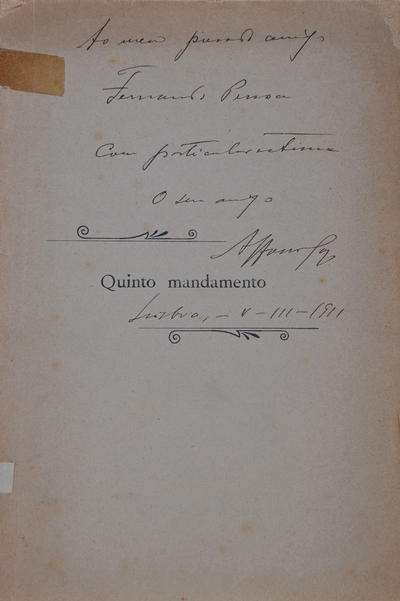 Ao meu presado amigo
Fernando Pessoa
com particular estima
O seu amigo
Quinto mandamento
Lisboa, - V - III - 1911